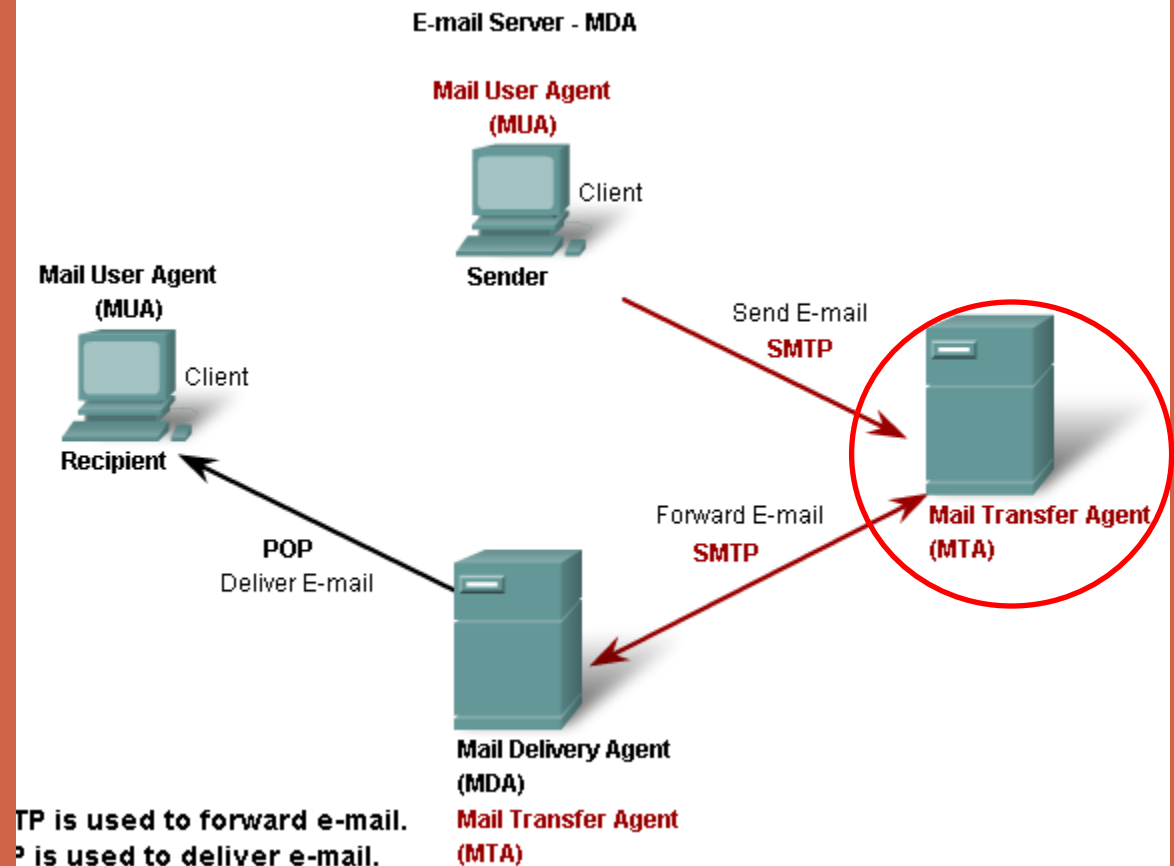 E-mail Server - MDA
Mail User Agent
(MUA)
Client
Sender
Mail User Agent
(MUA)
Client
Recipient
Send E-mail
SMTP
Forward E-mail
SMTP
Mail Transfer Agent
(MTA)
POP
Deliver E-mail
Mail Delivery Agent
(MDA)
Mail Transfer Agent
(MTA)
TP is used to forward e-mail.
P is used to deliver e-mail.